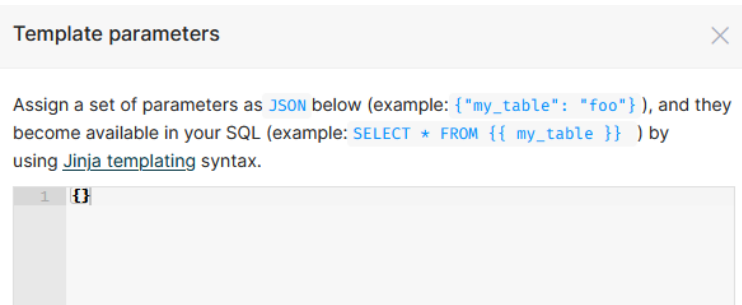 Template parameters
Assign a set of parameters as JSON below (example: {"my_table": "foo"} ), and they
become available in your SQL (example: SELECT * FROM {{ my_table }} ) by
using Jinja templating syntax.
1 {}